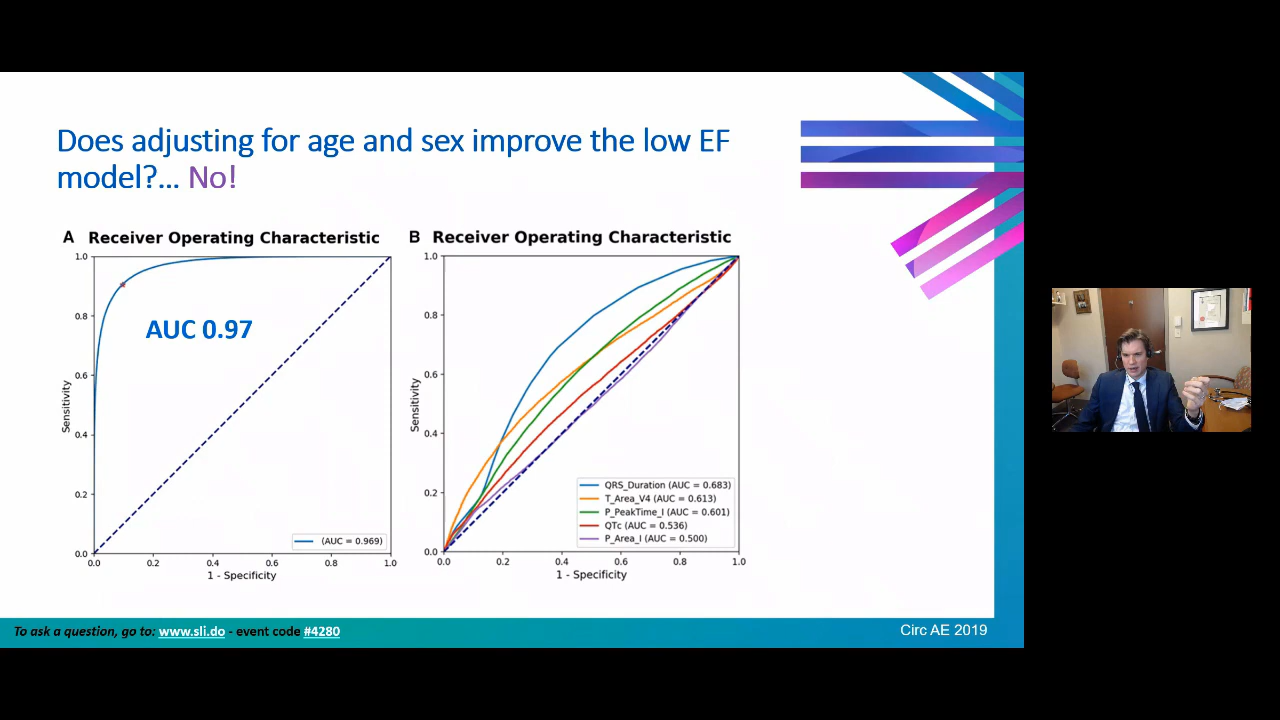 Does adjusting for age and sex improve the low EF
model?... No!
A Receiver Operating Characteristic
1.0
0.8
0.6
0.4
0.2
0.0
Sensitivity
AUC 0.97
(AUC = 0.969)
0.0 0.2 0.4 0.6 0.8 1.0
1 - Specificity
B Receiver Operating Characteristic
1.0
0.8
0.6
0.4
0.2
0.0
Sensitivity
QRS_Duration (AUC = 0.683)
T_Area_V4 (AUC = 0.613)
P_PeakTime_I (AUC = 0.601)
QTc (AUC = 0.536)
P_Area_I (AUC = 0.500)
0.0 0.2 0.4 0.6 0.8 1.0
1 - Specificity
To ask a question, go to: www.sli.do - event code #4280
Circ AE 2019